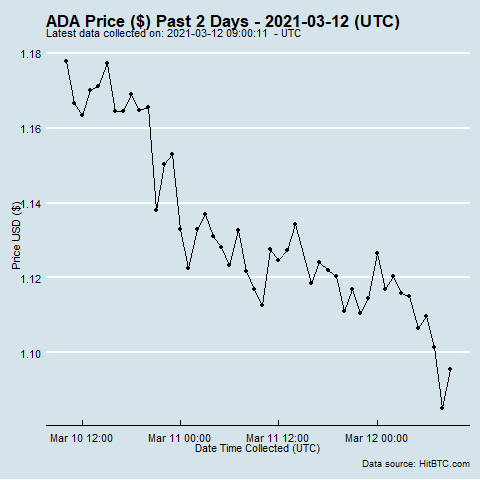 ADA Price ($) Past 2 Days - 2021-03-12 (UTC)
Latest data collected on: 2021-03-12 09:00:11  - UTC
1.18
1.16
1.14
1.12
1.10
Price USD ($)
Mar 10 12:00
Mar 11 00:00
Mar 11 12:00
Mar 12 00:00
Date Time Collected (UTC)
Data source: HitBTC.com